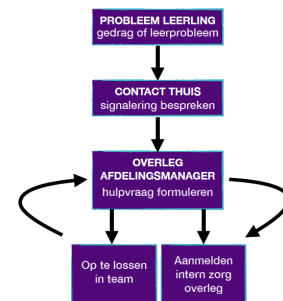 PROBLEEM LEERLING
gedrag of leerprobleem
CONTACT THUIS
signalering bespreken
OVERLEG
AFDELINGSMANAGER
hulpvraag formuleren
Op te lossen
in team
Aanmelden
intern zorg
overleg